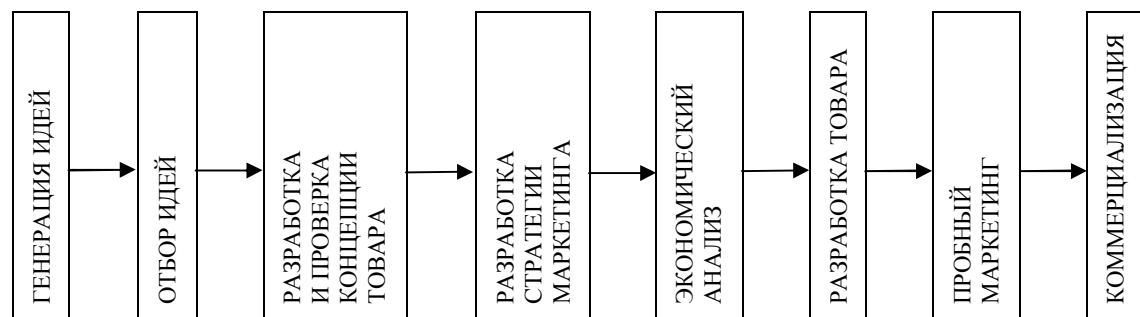 ГЕНЕРАЦИЯ ИДЕЙ
ОТБОР ИДЕЙ
РАЗРАБОТКА
И ПРОВЕРКА
КОНЦЕПЦИИ
ТОВАРА
РАЗРАБОТКА
СТРАТЕГИИ
МАРКЕТИНГА
ЭКОНОМИЧЕСКИЙ
АНАЛИЗ
РАЗРАБОТКА ТОВАРА
ПРОБНЫЙ
МАРКЕТИНГ
КОММЕРЦИАЛИЗАЦИЯ